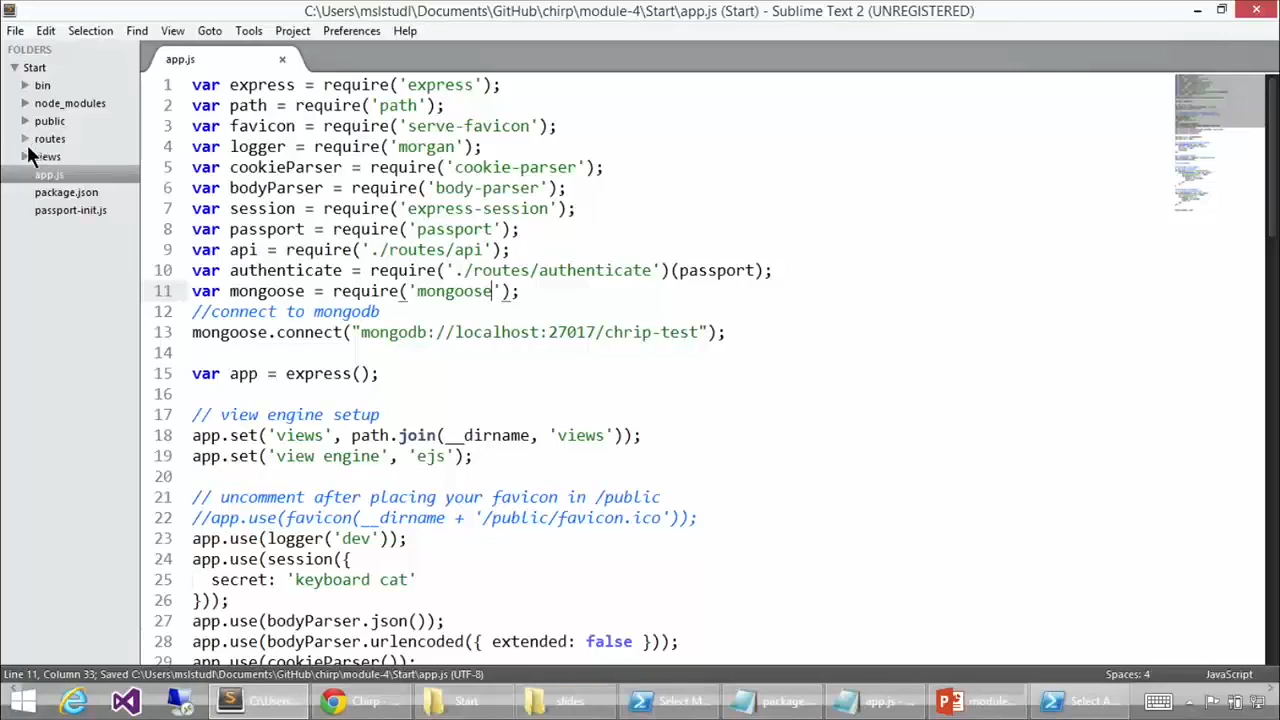 C:\Users\mslstudl\Documents\GitHub\chirp\module-4\Start\app.js (Start) - Sublime Text 2 (UNREGISTERED)
File Edit Selection Find View Goto Tools Project Preferences Help
FOLDERS
Start
bin
node_modules
public
routes
views
app.js
package.json
passport-init.js
app.js
1 var express = require('express');
2 var path = require('path');
3 var favicon = require('serve-favicon');
4 var logger = require('morgan');
5 var cookieParser = require('cookie-parser');
6 var bodyParser = require('body-parser');
7 var session = require('express-session');
8 var passport = require('passport');
9 var api = require('./routes/api');
10 var authenticate = require('./routes/authenticate')(passport);
11 var mongoose = require('mongoose');
12 //connect to mongodb
13 mongoose.connect("mongodb://localhost:27017/chrip-test");
14
15 var app = express();
16
17 // view engine setup
18 app.set('views', path.join(__dirname, 'views'));
19 app.set('view engine', 'ejs');
20
21 // uncomment after placing your favicon in /public
22 //app.use(favicon(__dirname + '/public/favicon.ico'));
23 app.use(logger('dev'));
24 app.use(session({
25 secret: 'keyboard cat'
26 }));
27 app.use(bodyParser.json());
28 app.use(bodyParser.urlencoded({ extended: false }));
29 app.use(cookieParser());
Line 11, Column 33; Saved C:\Users\mslstudl\Documents\GitHub\chirp\module-4\Start\app.js (UTF-8) Spaces: 4 JavaScript
C:\Users... Chirp - Start slides Select M... package... app.js - ... module... Select A...